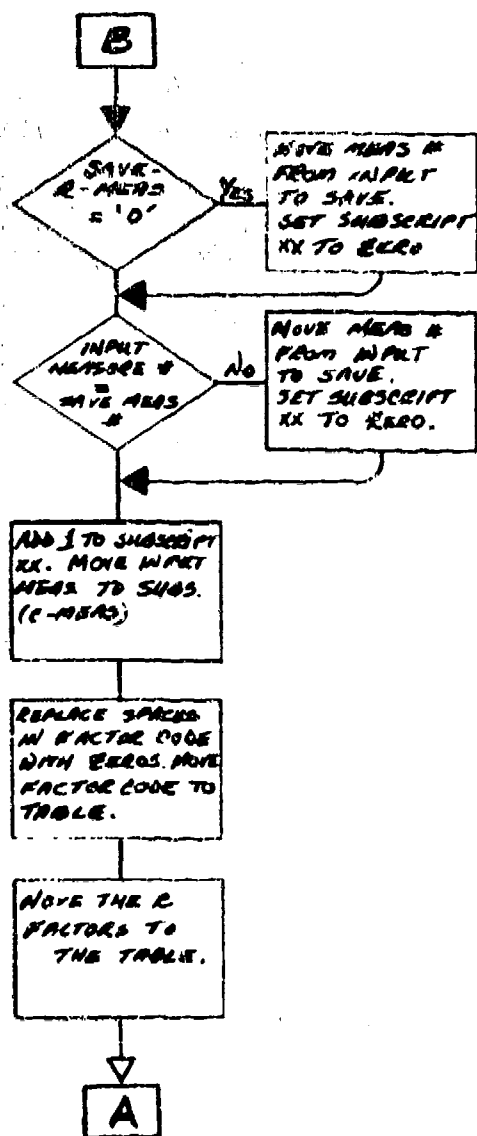 B
SAVE-
R-MEAS
= '0'
YES
MOVE MEAS #
FROM INPUT
TO SAVE.
SET SUBSCRIPT
XX TO ZERO
INPUT
MEASURE #
=
SAVE MEAS
#
NO
MOVE MEAS #
FROM INPUT
TO SAVE.
SET SUBSCRIPT
XX TO ZERO.
ADD 1 TO SUBSCRIPT
XX. MOVE INPUT
MEAS TO SUBS.
(C-MEAS)
REPLACE SPACES
IN FACTOR CODE
WITH ZEROS. MOVE
FACTOR CODE TO
TABLE.
MOVE THE R
FACTORS TO
THE TABLE.
A